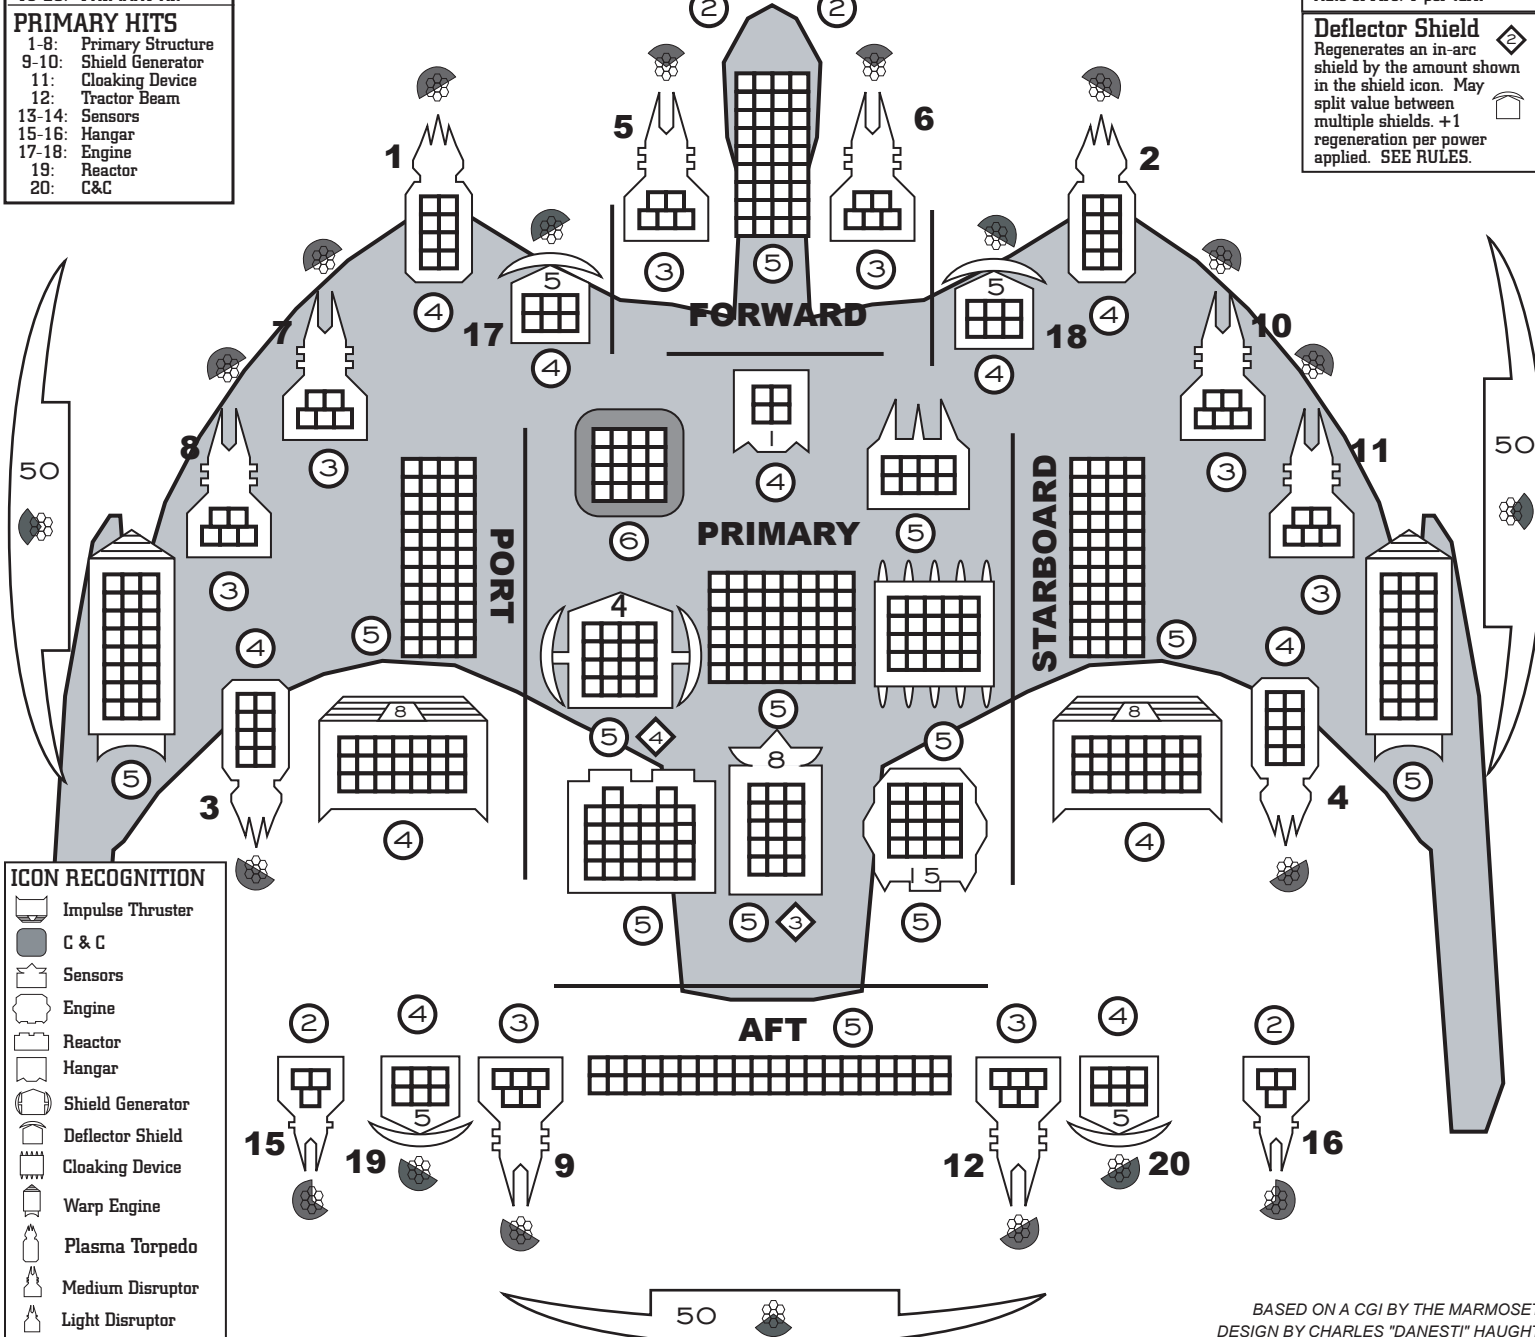 PRIMARY HITS
1-8: Primary Structure
9-10: Shield Generator
11: Cloaking Device
12: Tractor Beam
13-14: Sensors
15-16: Hangar
17-18: Engine
19: Reactor
20: C&C
2
2
Deflector Shield
2
Regenerates an in-arc
shield by the amount shown
in the shield icon. May
split value between
multiple shields. +1
regeneration per power
applied. SEE RULES.
1
5
6
2
3
5
3
4
5
17
4
FORWARD
5
18
4
4
7
10
8
11
50
50
3
3
1
4
6
5
PRIMARY
PORT
STARBOARD
3
3
4
5
4
5
4
5
5
4
5
8
8
8
5
5
3
4
4
4
15
5
5
3
5
ICON RECOGNITION
Impulse Thruster
C & C
Sensors
Engine
Reactor
Hangar
Shield Generator
Deflector Shield
Cloaking Device
Warp Engine
Plasma Torpedo
Medium Disruptor
Light Disruptor
2
4
3
AFT
5
3
4
2
15
5
19
9
12
5
20
16
50
BASED ON A CGI BY THE MARMOSET
DESIGN BY CHARLES "DANESTI" HAUGHT